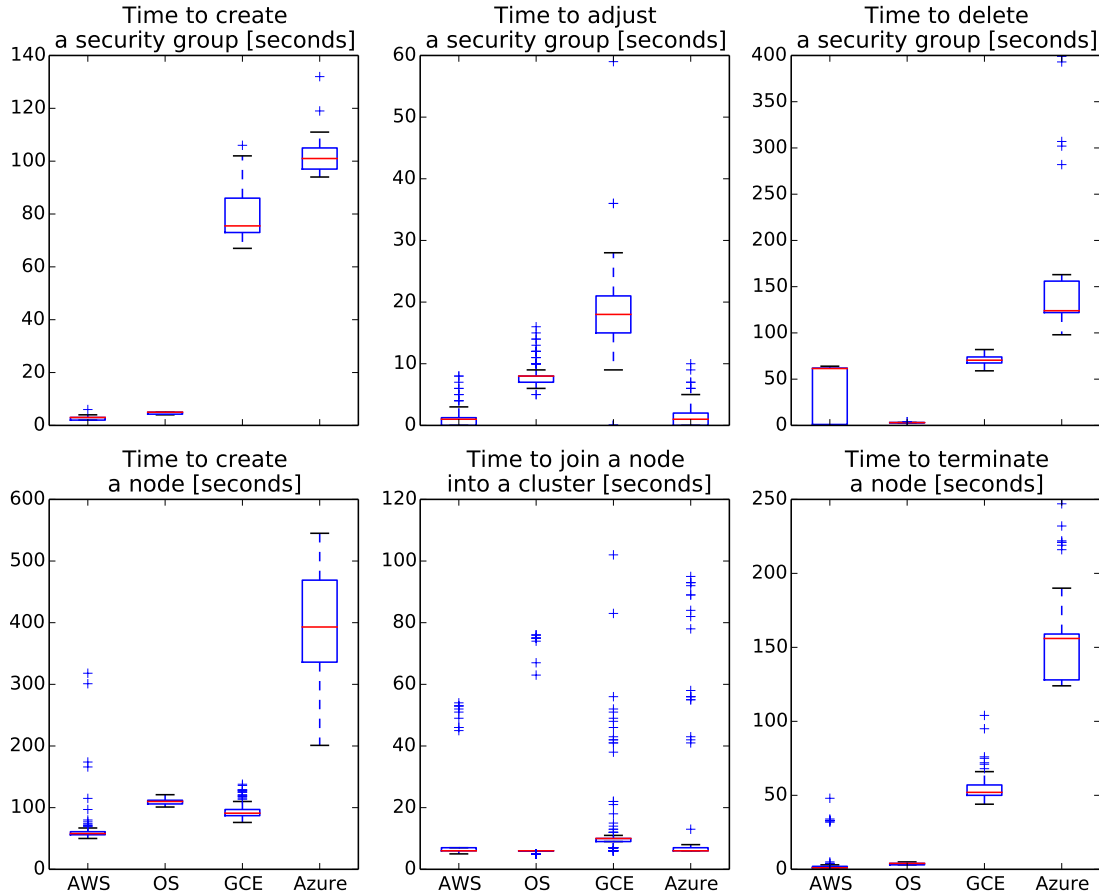 Time to create
a security group [seconds]
140
120
100
80
60
40
20
0
Time to adjust
a security group [seconds]
60
50
40
30
20
10
0
Time to delete
a security group [seconds]
400
350
300
250
200
150
100
50
0
Time to create
a node [seconds]
600
500
400
300
200
100
0
AWS OS GCE Azure
Time to join a node
into a cluster [seconds]
120
100
80
60
40
20
0
AWS OS GCE Azure
Time to terminate
a node [seconds]
250
200
150
100
50
0
AWS OS GCE Azure